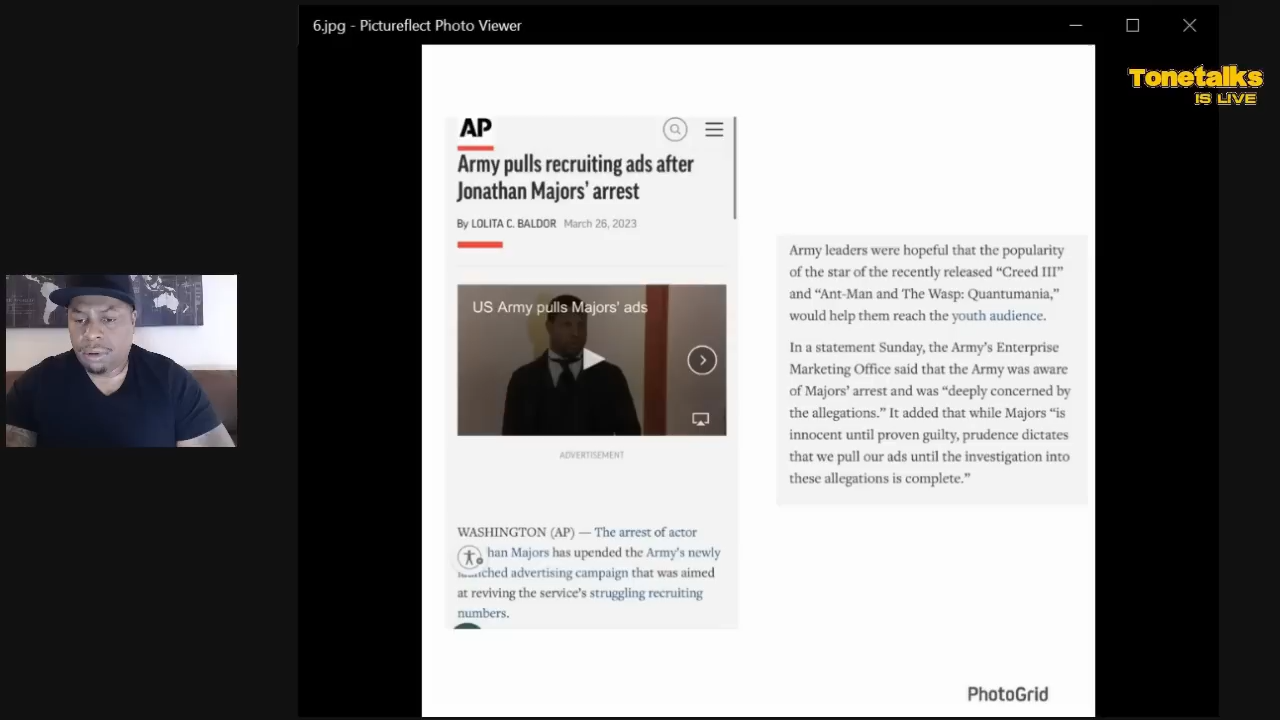 6.jpg - Pictureflect Photo Viewer
Tonetalks
IS LIVE
AP
Army pulls recruiting ads after
Jonathan Majors' arrest
By LOLITA C. BALDOR March 26, 2023
US Army pulls Majors' ads
ADVERTISEMENT
WASHINGTON (AP) — The arrest of actor
han Majors has upended the Army's newly
launched advertising campaign that was aimed
at reviving the service's struggling recruiting
numbers.
Army leaders were hopeful that the popularity
of the star of the recently released “Creed III”
and “Ant-Man and The Wasp: Quantumania,”
would help them reach the youth audience.
In a statement Sunday, the Army's Enterprise
Marketing Office said that the Army was aware
of Majors' arrest and was “deeply concerned by
the allegations.” It added that while Majors “is
innocent until proven guilty, prudence dictates
that we pull our ads until the investigation into
these allegations is complete.”
PhotoGrid